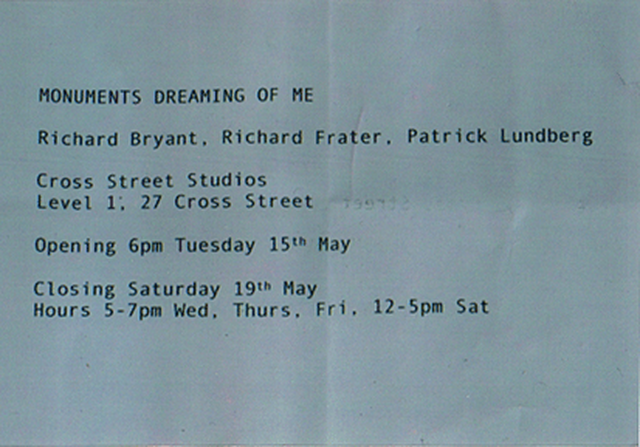 MONUMENTS DREAMING OF ME
Richard Bryant, Richard Frater, Patrick Lundberg
Cross Street Studios
Level 1, 27 Cross Street
Opening 6pm Tuesday 15th May
Closing Saturday 19th May
Hours 5-7pm Wed, Thurs, Fri, 12-5pm Sat